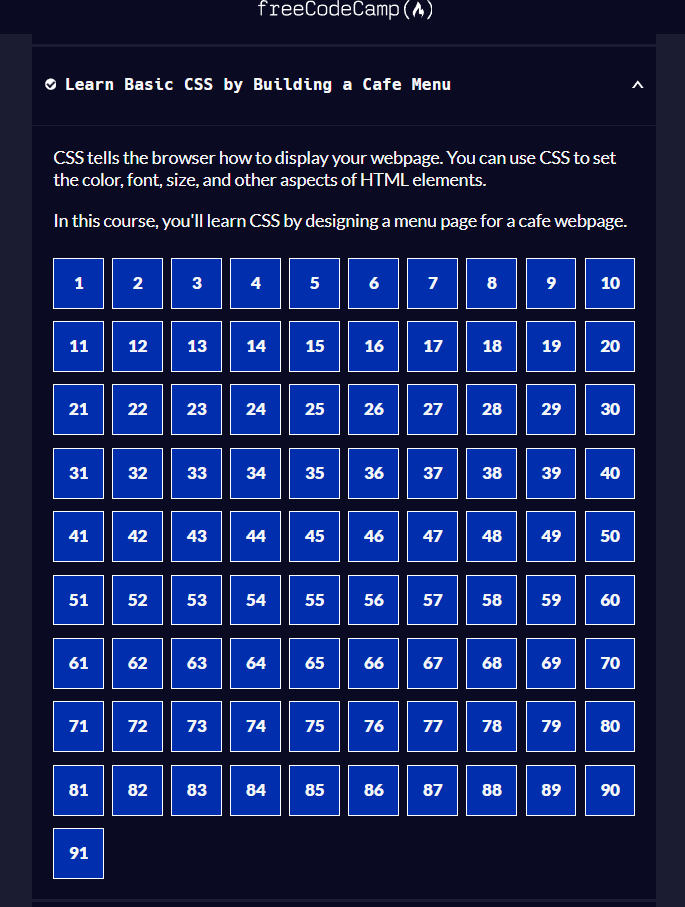 freeCodeCamp
Learn Basic CSS by Building a Cafe Menu
CSS tells the browser how to display your webpage. You can use CSS to set
the color, font, size, and other aspects of HTML elements.
In this course, you'll learn CSS by designing a menu page for a cafe webpage.
1 2 3 4 5 6 7 8 9 10
11 12 13 14 15 16 17 18 19 20
21 22 23 24 25 26 27 28 29 30
31 32 33 34 35 36 37 38 39 40
41 42 43 44 45 46 47 48 49 50
51 52 53 54 55 56 57 58 59 60
61 62 63 64 65 66 67 68 69 70
71 72 73 74 75 76 77 78 79 80
81 82 83 84 85 86 87 88 89 90
91